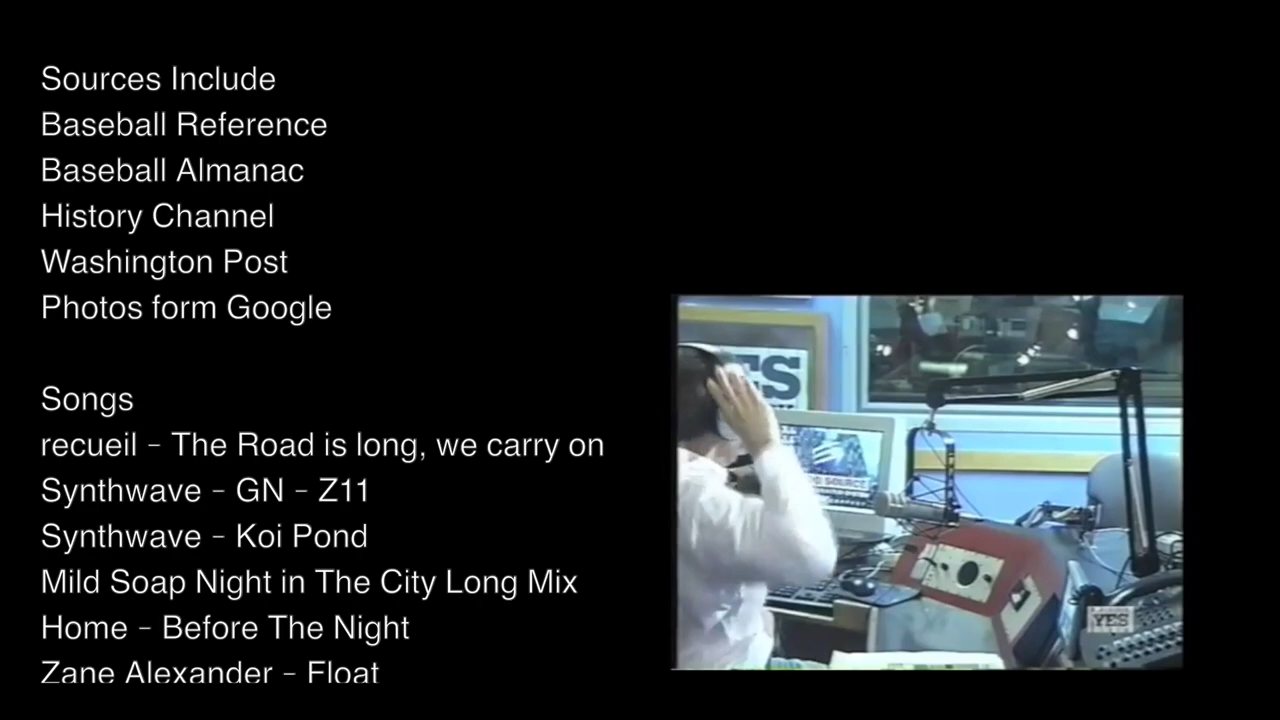 Sources Include
Baseball Reference
Baseball Almanac
History Channel
Washington Post
Photos form Google
Songs
recueil - The Road is long, we carry on
Synthwave - GN - Z11
Synthwave - Koi Pond
Mild Soap Night in The City Long Mix
Home - Before The Night
Zane Alexander - Float
ES
SOURCE
YES